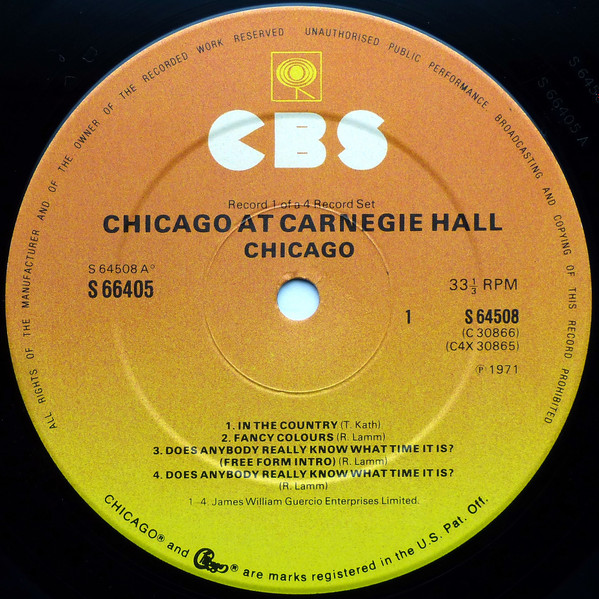 ALL RIGHTS OF THE MANUFACTURER AND OF THE OWNER OF THE RECORDED WORK RESERVED UNAUTHORISED PUBLIC PERFORMANCE, BROADCASTING AND COPYING OF THIS RECORD PROHIBITED
CBS
Record 1 of a 4 Record Set
CHICAGO AT CARNEGIE HALL
CHICAGO
S 64508 A°
S 66405
33⅓ RPM
1 S 64508
(C 30866)
(C4X 30865)
℗ 1971
1. IN THE COUNTRY (T. Kath)
2. FANCY COLOURS (R. Lamm)
3. DOES ANYBODY REALLY KNOW WHAT TIME IT IS?
(FREE FORM INTRO) (R. Lamm)
4. DOES ANYBODY REALLY KNOW WHAT TIME IT IS?
(R. Lamm)
1–4. James William Guercio Enterprises Limited.
CHICAGO® and Chicago® are marks registered in the U.S. Pat. Off.
S 66405 A